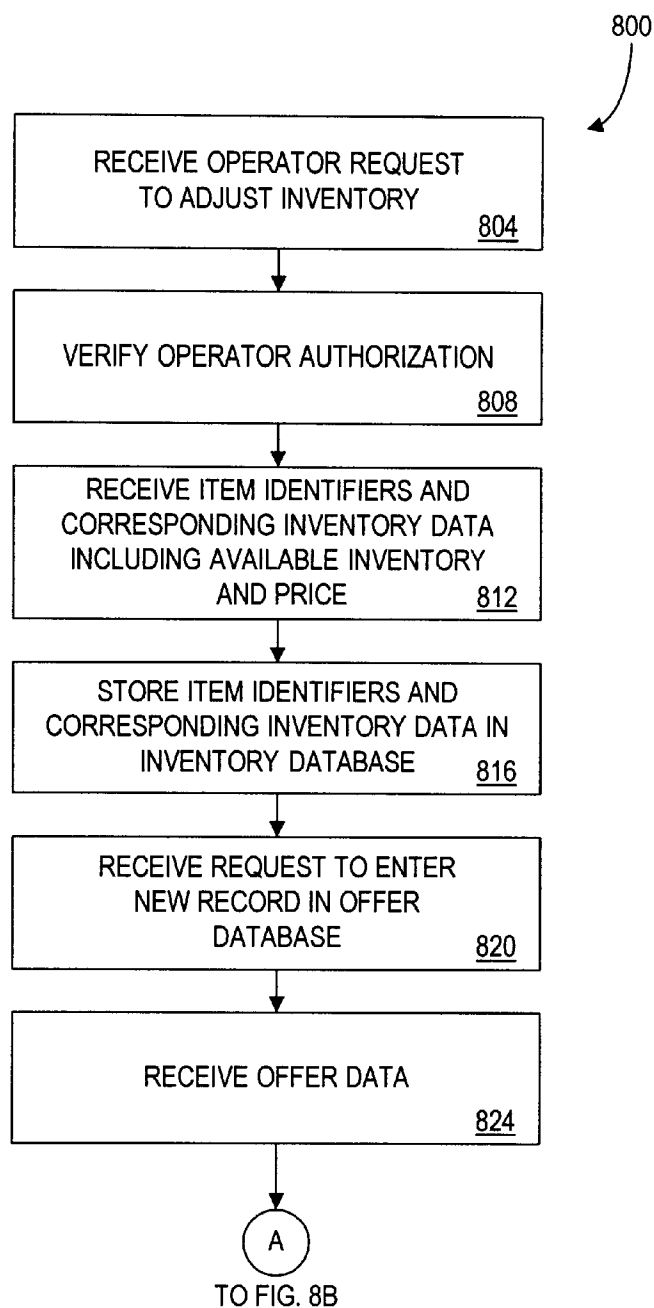 800
RECEIVE OPERATOR REQUEST
TO ADJUST INVENTORY
804
VERIFY OPERATOR AUTHORIZATION
808
RECEIVE ITEM IDENTIFIERS AND
CORRESPONDING INVENTORY DATA
INCLUDING AVAILABLE INVENTORY
AND PRICE
812
STORE ITEM IDENTIFIERS AND
CORRESPONDING INVENTORY DATA IN
INVENTORY DATABASE
816
RECEIVE REQUEST TO ENTER
NEW RECORD IN OFFER
DATABASE
820
RECEIVE OFFER DATA
824
A
TO FIG. 8B